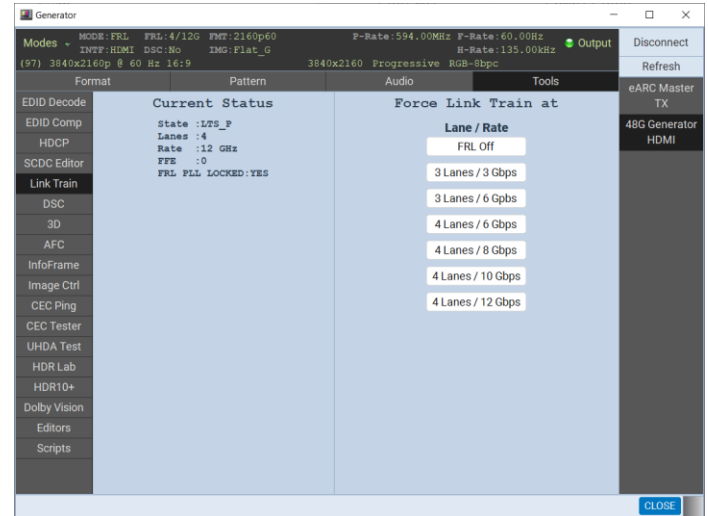 Generator
Modes
MODE:FRL FRL:4/12G FMT:2160p60 P-Rate:594.00MHz F-Rate:60.00Hz
INTF:HDMI DSC:No IMG:Flat_G H-Rate:135.00kHz
Output
(97) 3840x2160p @ 60 Hz 16:9 3840x2160 Progressive RGB-8bpc
Disconnect
Refresh
eARC Master
TX
48G Generator
HDMI
Format Pattern Audio Tools
EDID Decode
EDID Comp
HDCP
SCDC Editor
Link Train
DSC
3D
AFC
InfoFrame
Image Ctrl
CEC Ping
CEC Tester
UHDA Test
HDR Lab
HDR10+
Dolby Vision
Editors
Scripts
Current Status
State :LTS_P
Lanes :4
Rate :12 GHz
FFE :0
FRL PLL LOCKED:YES
Force Link Train at
Lane / Rate
FRL Off
3 Lanes / 3 Gbps
3 Lanes / 6 Gpbs
4 Lanes / 6 Gbps
4 Lanes / 8 Gbps
4 Lanes / 10 Gbps
4 Lanes / 12 Gbps
CLOSE